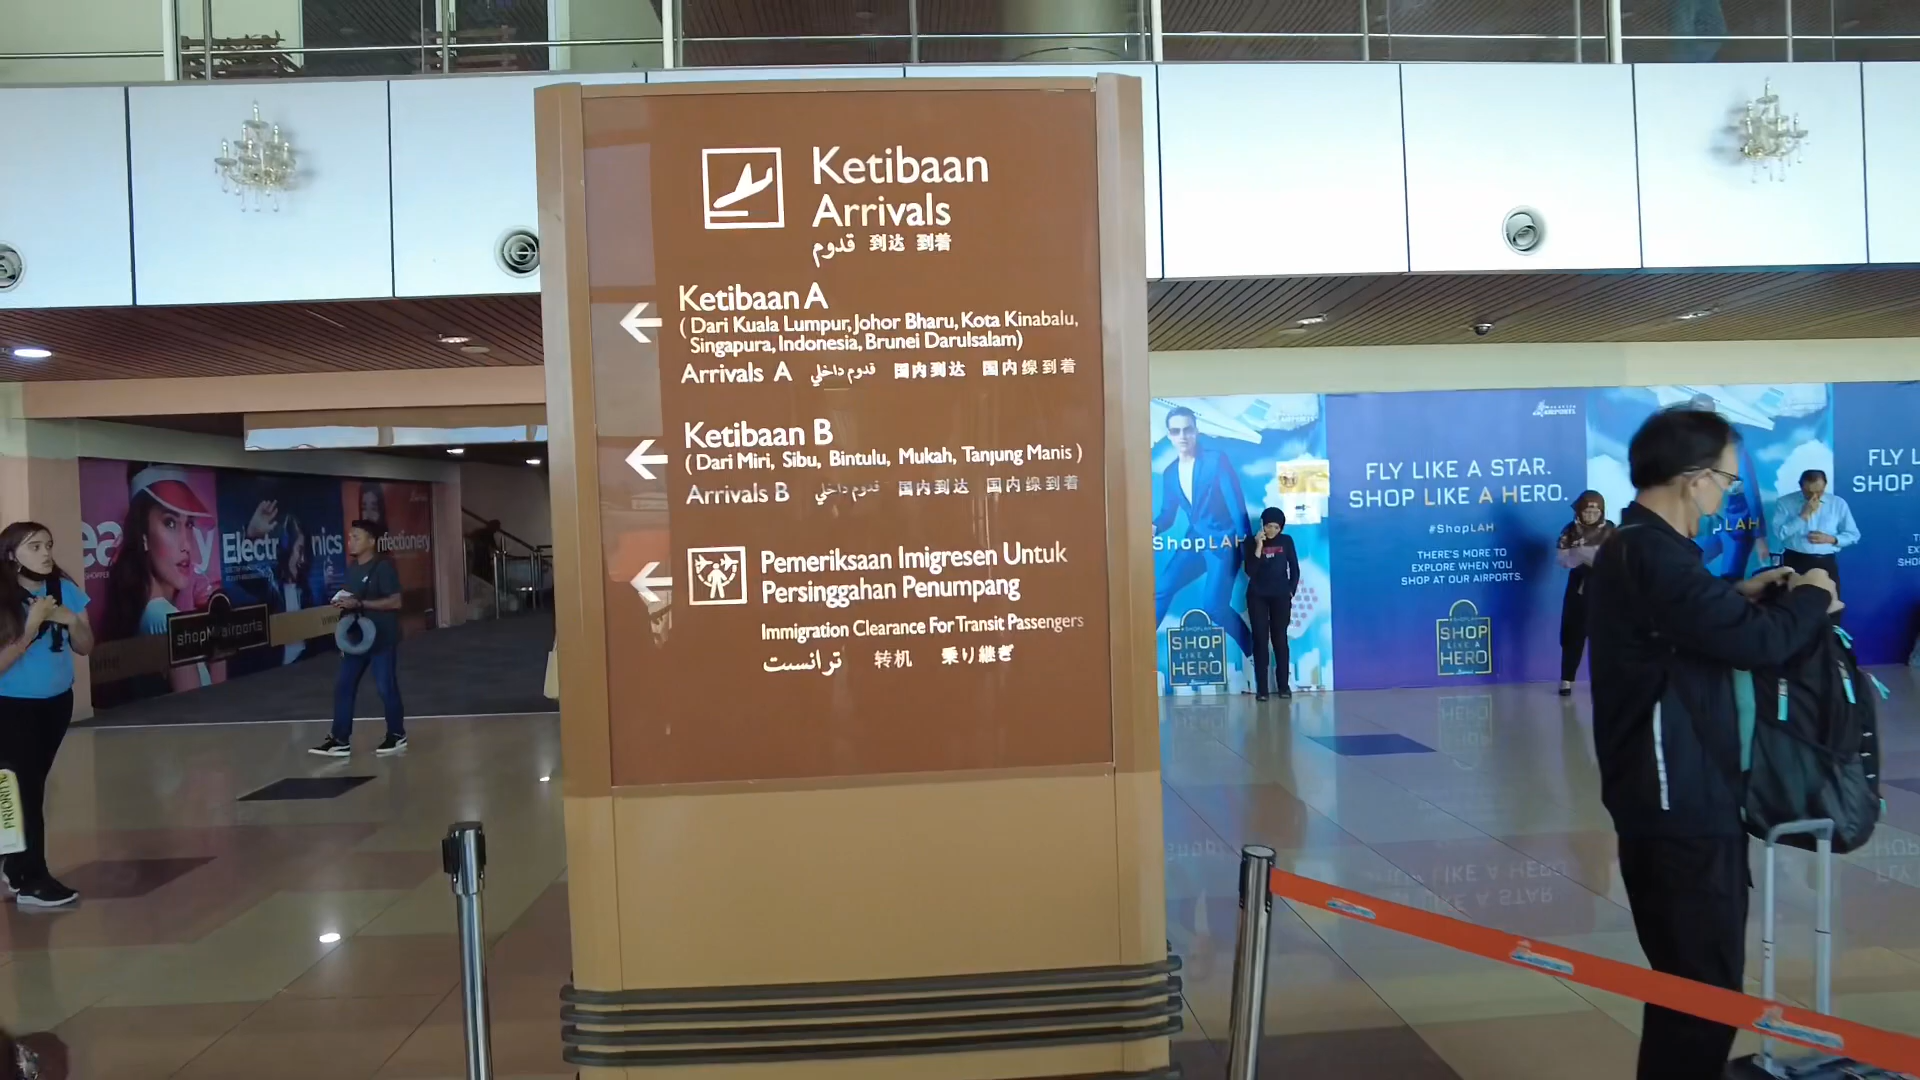 Ketibaan
Arrivals
قدوم 到达 到着
Ketibaan A
( Dari Kuala Lumpur, Johor Bharu, Kota Kinabalu,
Singapura, Indonesia, Brunei Darulsalam)
Arrivals A قدوم داخلي 国内到达 国内線到着
Ketibaan B
( Dari Miri, Sibu, Bintulu, Mukah, Tanjung Manis )
Arrivals B قدوم داخلي 国内到达 国内線到着
Pemeriksaan Imigresen Untuk
Persinggahan Penumpang
Immigration Clearance For Transit Passengers
ترانست 转机 乗り継ぎ
Electr nics
nfectionery
shopM airports
PRIORITY
ShopLAH
SHOP
LIKE A
HERO
FLY LIKE A STAR.
SHOP LIKE A HERO.
#ShopLAH
THERE'S MORE TO
EXPLORE WHEN YOU
SHOP AT OUR AIRPORTS.
SHOP
LIKE A
HERO
pLAH
FLY L
SHOP